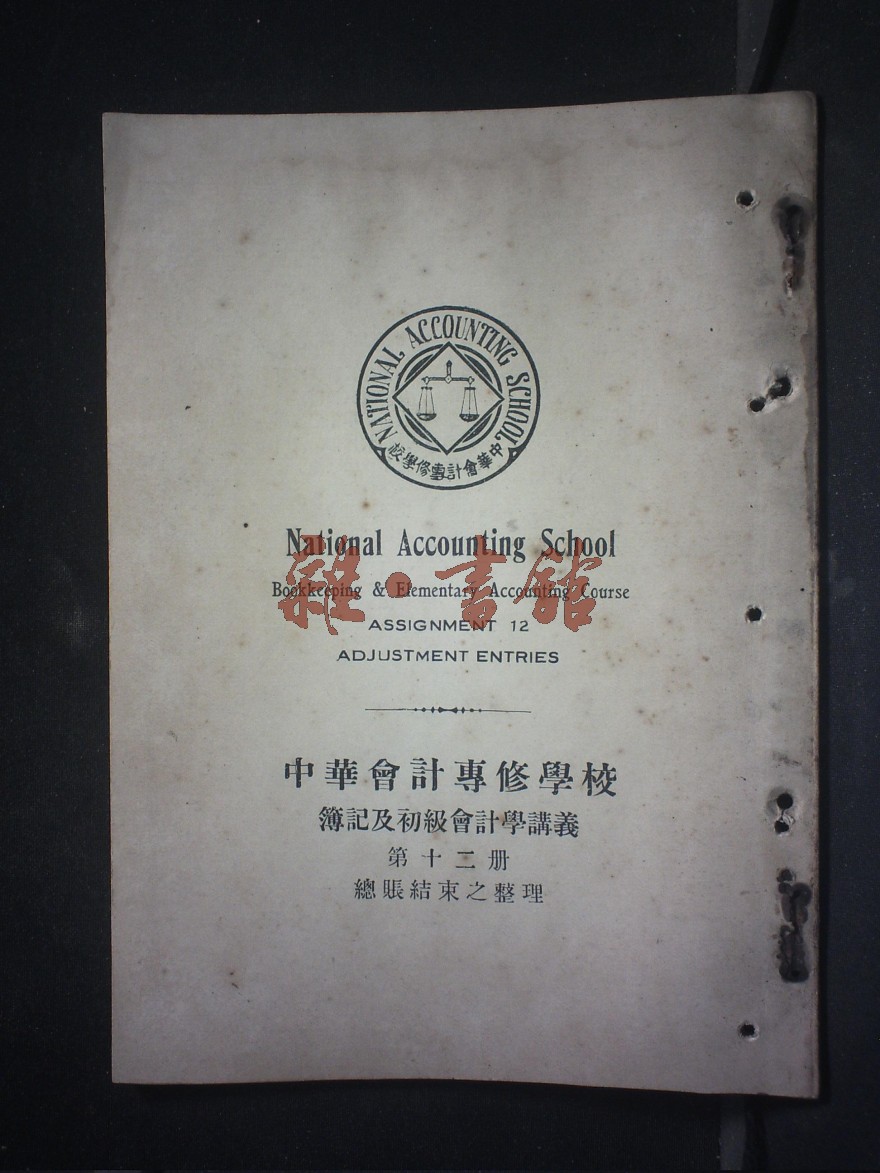 NATIONAL ACCOUNTING SCHOOL
中華會計專修學校
National Accounting School
Bookkeeping & Elementary Accounting Course
雜·書館
ASSIGNMENT 12
ADJUSTMENT ENTRIES
中華會計專修學校
簿記及初級會計學講義
第十二册
總賬結束之整理